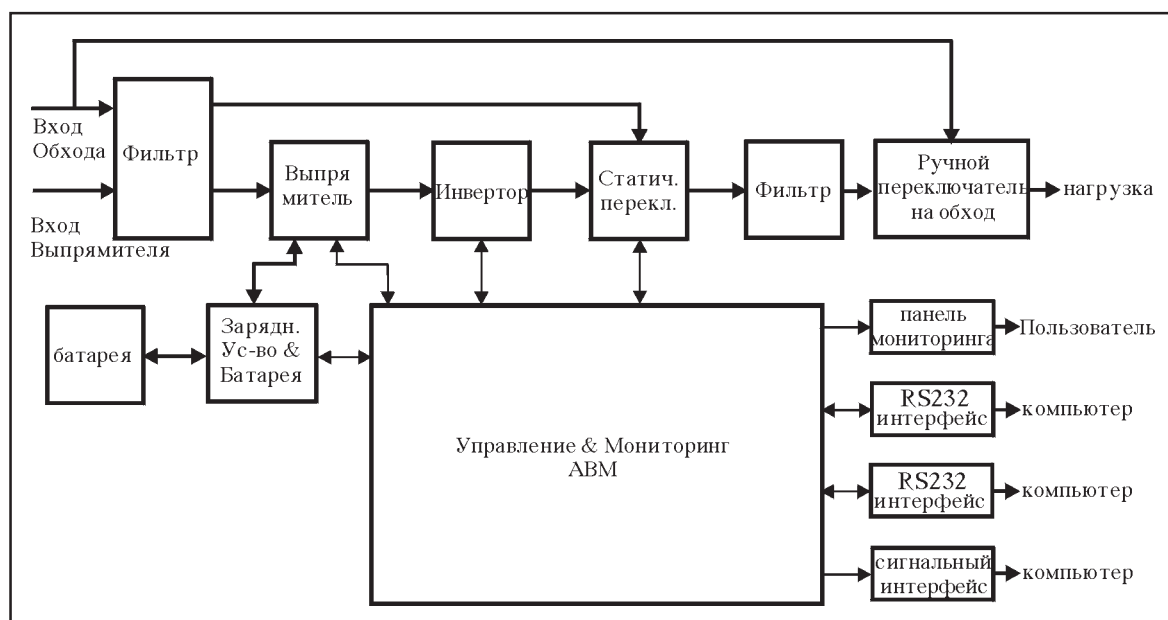 Вход
Обхода
Фильтр
Вход
Выпрямителя
Выпря
митель
Инвертор
Статич.
перекл.
Фильтр
Ручной
переключатель
на обход
нагрузка
батарея
Зарядн.
Ус-во &
Батарея
Управление & Мониторинг
АВМ
панель
мониторинга
Пользователь
RS232
интерфейс
компьютер
RS232
интерфейс
компьютер
сигнальный
интерфейс
компьютер